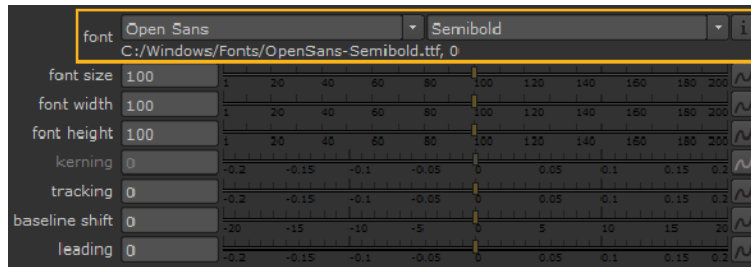 font Open Sans Semibold i
C:/Windows/Fonts/OpenSans-Semibold.ttf, 0
font size 100 1 20 40 60 80 100 120 140 160 180 200
font width 100 1 20 40 60 80 100 120 140 160 180 200
font height 100 1 20 40 60 80 100 120 140 160 180 200
kerning 0 -0.2 -0.15 -0.1 -0.05 0 0.05 0.1 0.15 0.2
tracking 0 -0.2 -0.15 -0.1 -0.05 0 0.05 0.1 0.15 0.2
baseline shift 0 -20 -15 -10 -5 0 5 10 15 20
leading 0 -0.2 -0.15 -0.1 -0.05 0 0.05 0.1 0.15 0.2